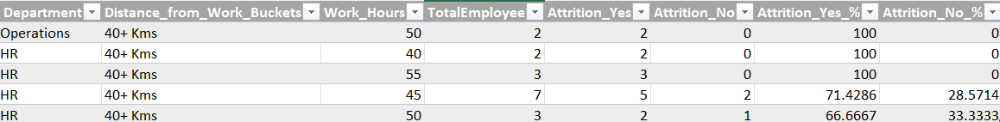 Department Distance_from_Work_Buckets Work_Hours TotalEmployee Attrition_Yes Attrition_No Attrition_Yes_% Attrition_No_%
Operations 40+ Kms 50 2 2 0 100 0
HR 40+ Kms 40 2 2 0 100 0
HR 40+ Kms 55 3 3 0 100 0
HR 40+ Kms 45 7 5 2 71.4286 28.5714
HR 40+ Kms 50 3 2 1 66.6667 33.3333